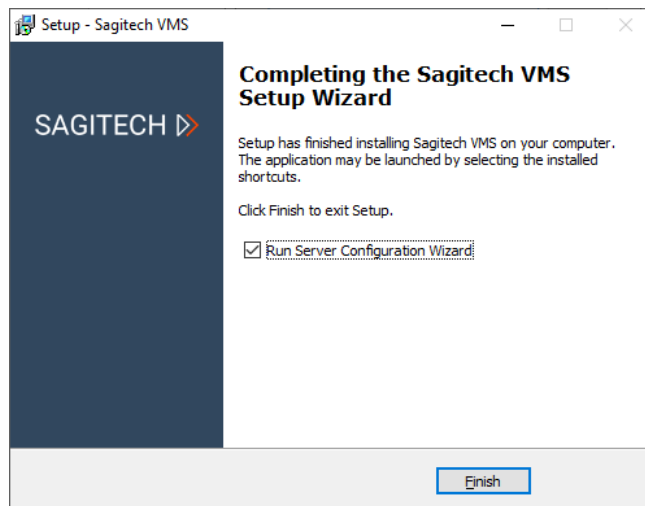 Setup - Sagitech VMS
SAGITECH
Completing the Sagitech VMS
Setup Wizard
Setup has finished installing Sagitech VMS on your computer.
The application may be launched by selecting the installed
shortcuts.
Click Finish to exit Setup.
Run Server Configuration Wizard
Finish